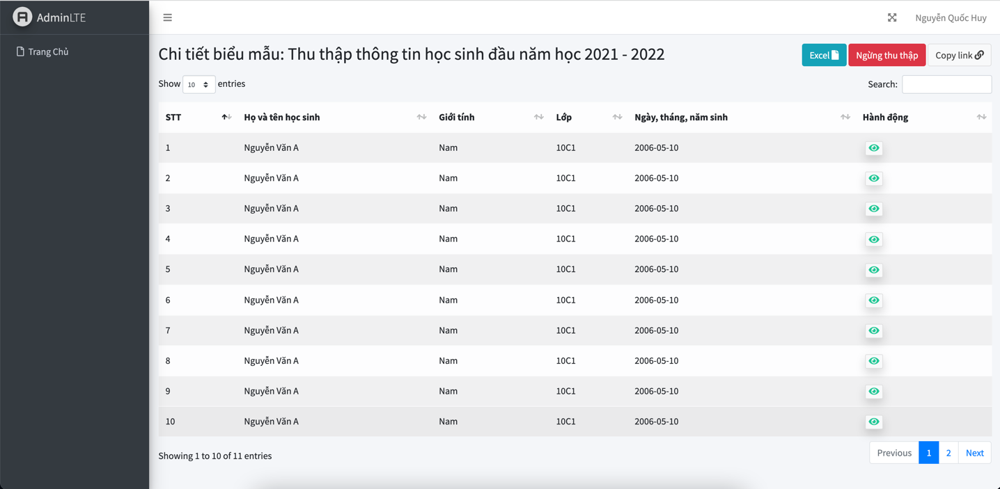 AdminLTE
Nguyễn Quốc Huy
Trang Chủ
Chi tiết biểu mẫu: Thu thập thông tin học sinh đầu năm học 2021 - 2022
Excel Ngừng thu thập Copy link
Show 10 entries
Search:
STT Họ và tên học sinh Giới tính Lớp Ngày, tháng, năm sinh Hành động
1 Nguyễn Văn A Nam 10C1 2006-05-10
2 Nguyễn Văn A Nam 10C1 2006-05-10
3 Nguyễn Văn A Nam 10C1 2006-05-10
4 Nguyễn Văn A Nam 10C1 2006-05-10
5 Nguyễn Văn A Nam 10C1 2006-05-10
6 Nguyễn Văn A Nam 10C1 2006-05-10
7 Nguyễn Văn A Nam 10C1 2006-05-10
8 Nguyễn Văn A Nam 10C1 2006-05-10
9 Nguyễn Văn A Nam 10C1 2006-05-10
10 Nguyễn Văn A Nam 10C1 2006-05-10
Showing 1 to 10 of 11 entries
Previous 1 2 Next